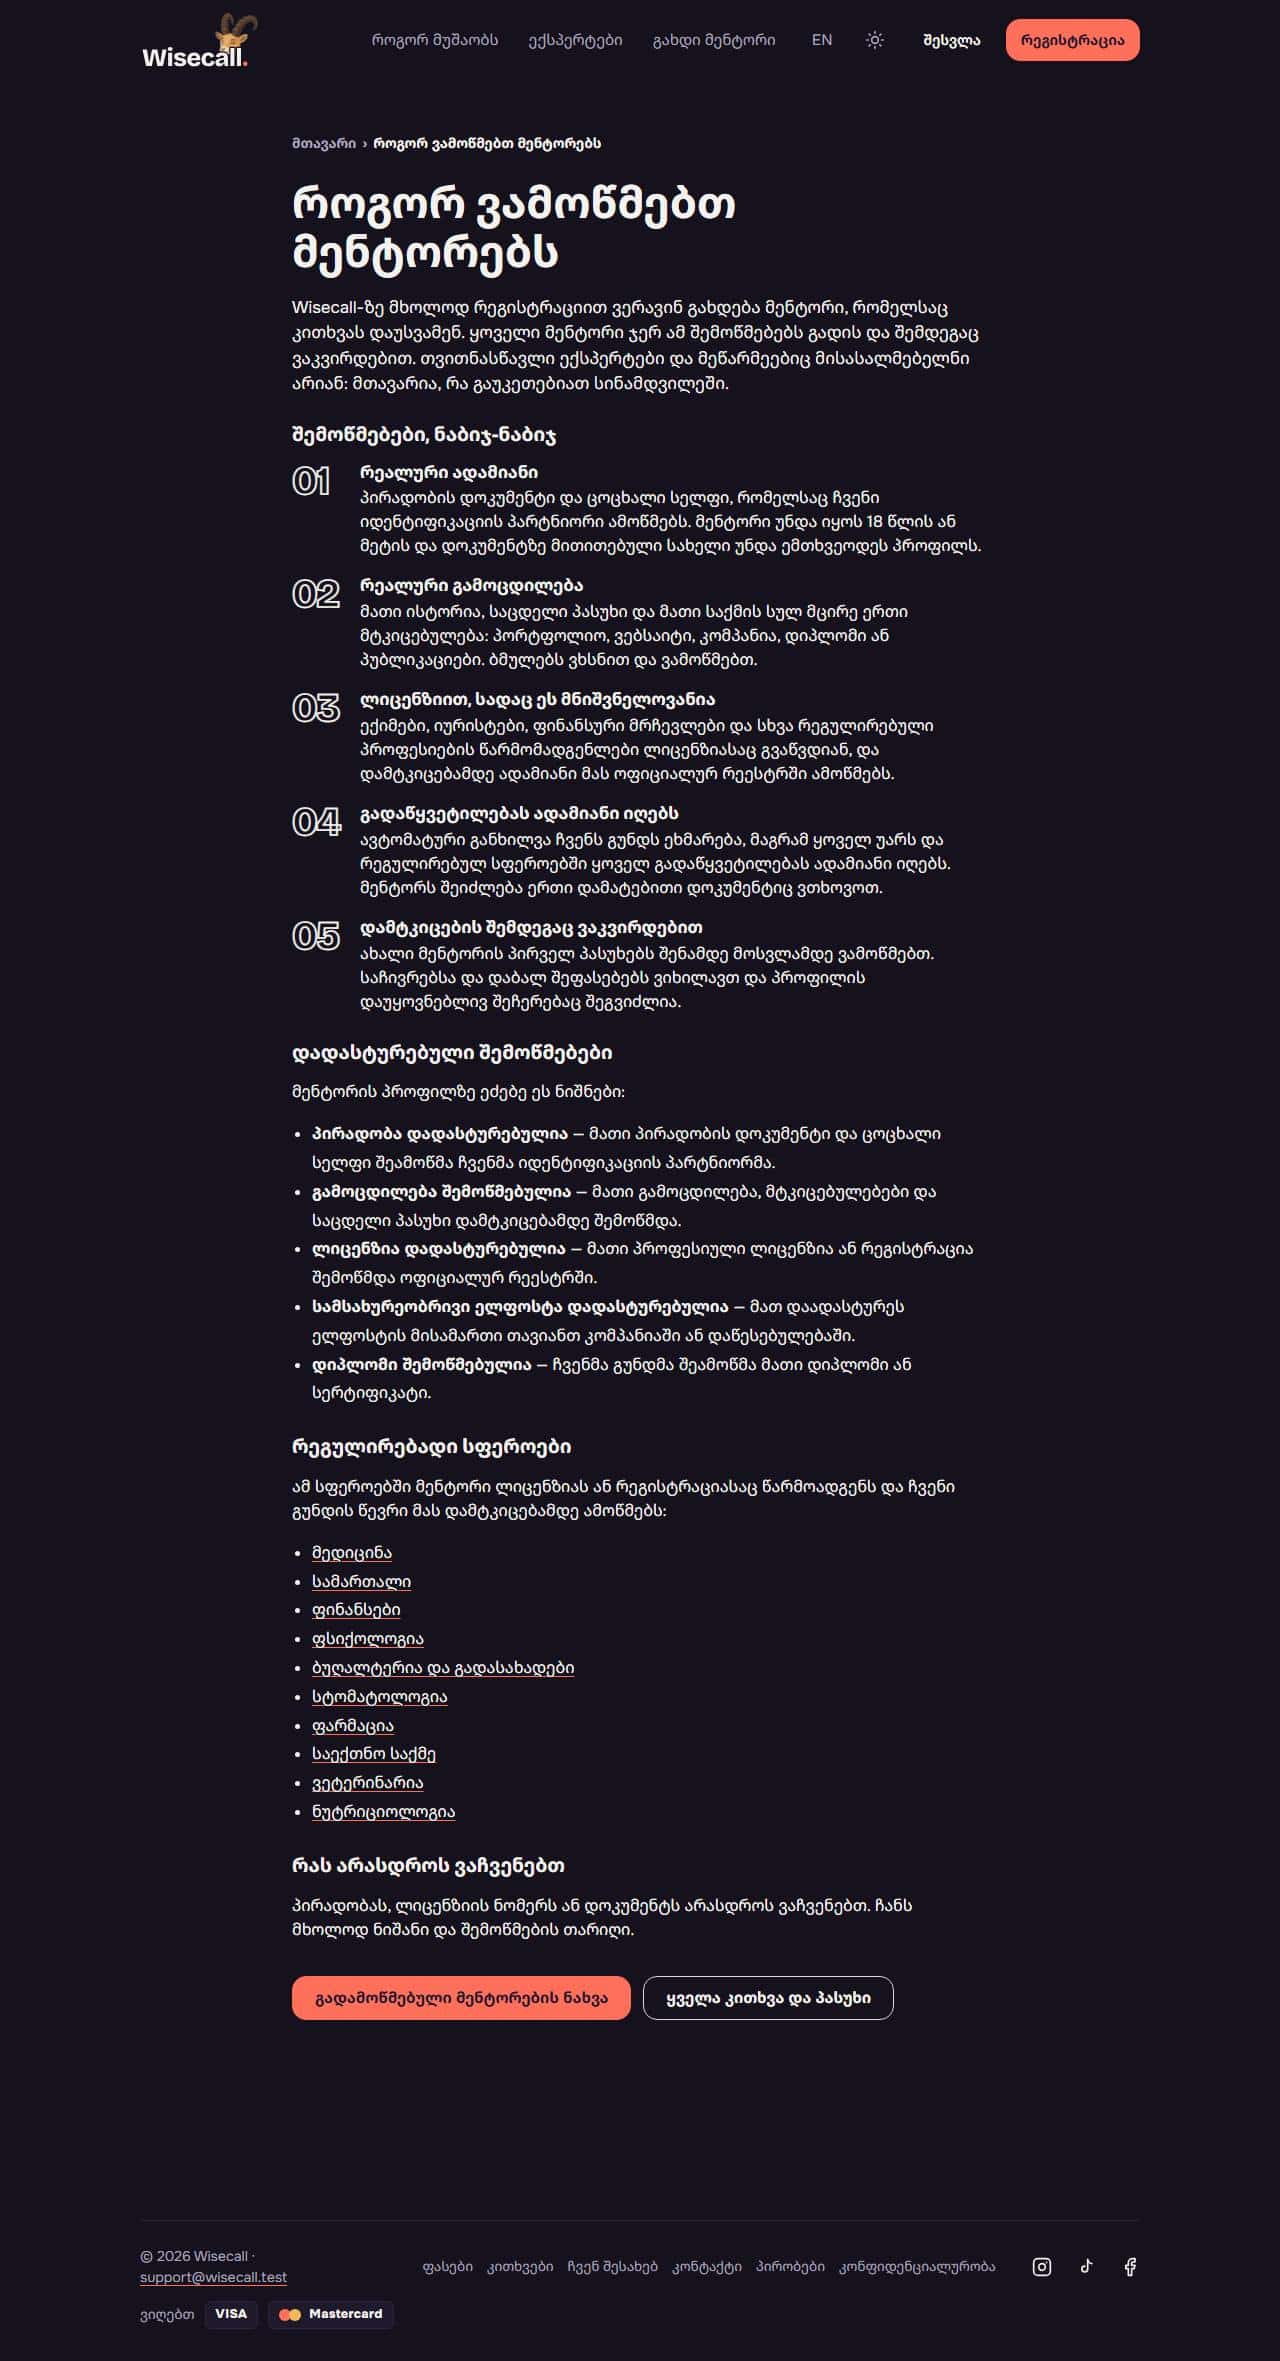 Wisecall.
როგორ მუშაობს
ექსპერტები
გახდი მენტორი
EN
შესვლა
რეგისტრაცია
მთავარი › როგორ ვამოწმებთ მენტორებს
როგორ ვამოწმებთ
მენტორებს
Wisecall-ზე მხოლოდ რეგისტრაციით ვერავინ გახდება მენტორი, რომელსაც
კითხვას დაუსვამენ. ყოველი მენტორი ჯერ ამ შემოწმებებს გადის და შემდეგაც
ვაკვირდებით. თვითნასწავლი ექსპერტები და მეწარმეებიც მისასალმებელნი
არიან: მთავარია, რა გაუკეთებიათ სინამდვილეში.
შემოწმებები, ნაბიჯ-ნაბიჯ
01
რეალური ადამიანი
პირადობის დოკუმენტი და ცოცხალი სელფი, რომელსაც ჩვენი
იდენტიფიკაციის პარტნიორი ამოწმებს. მენტორი უნდა იყოს 18 წლის ან
მეტის და დოკუმენტზე მითითებული სახელი უნდა ემთხვეოდეს პროფილს.
02
რეალური გამოცდილება
მათი ისტორია, საცდელი პასუხი და მათი საქმის სულ მცირე ერთი
მტკიცებულება: პორტფოლიო, ვებსაიტი, კომპანია, დიპლომი ან
პუბლიკაციები. ბმულებს ვხსნით და ვამოწმებთ.
03
ლიცენზიით, სადაც ეს მნიშვნელოვანია
ექიმები, იურისტები, ფინანსური მრჩევლები და სხვა რეგულირებული
პროფესიების წარმომადგენლები ლიცენზიასაც გვაწვდიან, და
დამტკიცებამდე ადამიანი მას ოფიციალურ რეესტრში ამოწმებს.
04
გადაწყვეტილებას ადამიანი იღებს
ავტომატური განხილვა ჩვენს გუნდს ეხმარება, მაგრამ ყოველ უარს და
რეგულირებულ სფეროებში ყოველ გადაწყვეტილებას ადამიანი იღებს.
მენტორს შეიძლება ერთი დამატებითი დოკუმენტიც ვთხოვოთ.
05
დამტკიცების შემდეგაც ვაკვირდებით
ახალი მენტორის პირველ პასუხებს შენამდე მოსვლამდე ვამოწმებთ.
საჩივრებსა და დაბალ შეფასებებს ვიხილავთ და პროფილის
დაუყოვნებლივ შეჩერებაც შეგვიძლია.
დადასტურებული შემოწმებები
მენტორის პროფილზე ეძებე ეს ნიშნები:
• პირადობა დადასტურებულია – მათი პირადობის დოკუმენტი და ცოცხალი
სელფი შეამოწმა ჩვენმა იდენტიფიკაციის პარტნიორმა.
• გამოცდილება შემოწმებულია – მათი გამოცდილება, მტკიცებულებები და
საცდელი პასუხი დამტკიცებამდე შემოწმდა.
• ლიცენზია დადასტურებულია – მათი პროფესიული ლიცენზია ან რეგისტრაცია
შემოწმდა ოფიციალურ რეესტრში.
• სამსახურეობრივი ელფოსტა დადასტურებულია – მათ დაადასტურეს
ელფოსტის მისამართი თავიანთ კომპანიაში ან დაწესებულებაში.
• დიპლომი შემოწმებულია – ჩვენმა გუნდმა შეამოწმა მათი დიპლომი ან
სერტიფიკატი.
რეგულირებადი სფეროები
ამ სფეროებში მენტორი ლიცენზიას ან რეგისტრაციასაც წარმოადგენს და ჩვენი
გუნდის წევრი მას დამტკიცებამდე ამოწმებს:
• მედიცინა
• სამართალი
• ფინანსები
• ფსიქოლოგია
• ბუღალტერია და გადასახადები
• სტომატოლოგია
• ფარმაცია
• საექთნო საქმე
• ვეტერინარია
• ნუტრიციოლოგია
რას არასდროს ვაჩვენებთ
პირადობას, ლიცენზიის ნომერს ან დოკუმენტს არასდროს ვაჩვენებთ. ჩანს
მხოლოდ ნიშანი და შემოწმების თარიღი.
გადამოწმებული მენტორების ნახვა
ყველა კითხვა და პასუხი
© 2026 Wisecall ·
support@wisecall.test
ფასები
კითხვები
ჩვენ შესახებ
კონტაქტი
პირობები
კონფიდენციალურობა
ვიღებთ
VISA
Mastercard